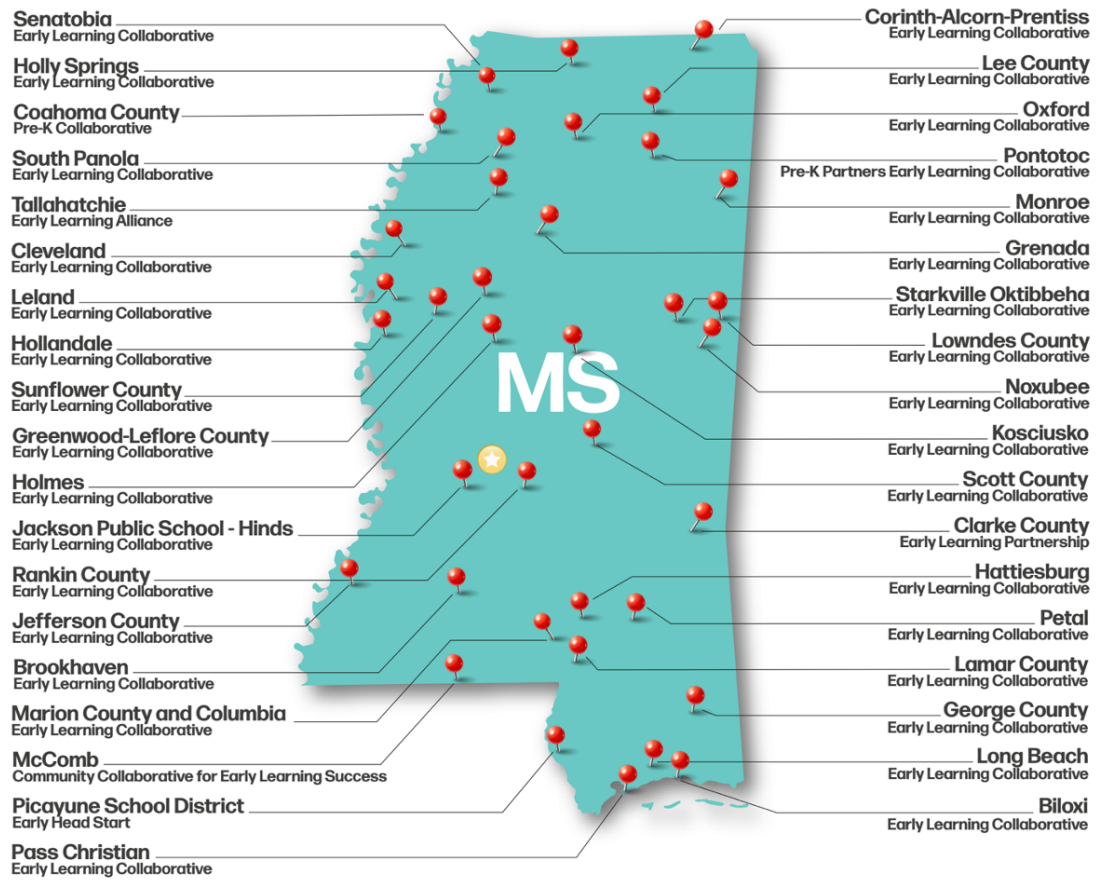 Senatobia
Early Learning Collaborative
Holly Springs
Early Learning Collaborative
Coahoma County
Pre-K Collaborative
South Panola
Early Learning Collaborative
Tallahatchie
Early Learning Alliance
Cleveland
Early Learning Collaborative
Leland
Early Learning Collaborative
Hollandale
Early Learning Collaborative
Sunflower County
Early Learning Collaborative
Greenwood-Leflore County
Early Learning Collaborative
Holmes
Early Learning Collaborative
Jackson Public School - Hinds
Early Learning Collaborative
Rankin County
Early Learning Collaborative
Jefferson County
Early Learning Collaborative
Brookhaven
Early Learning Collaborative
Marion County and Columbia
Early Learning Collaborative
McComb
Community Collaborative for Early Learning Success
Picayune School District
Early Head Start
Pass Christian
Early Learning Collaborative
MS
Corinth-Alcorn-Prentiss
Early Learning Collaborative
Lee County
Early Learning Collaborative
Oxford
Early Learning Collaborative
Pontotoc
Pre-K Partners Early Learning Collaborative
Monroe
Early Learning Collaborative
Grenada
Early Learning Collaborative
Starkville Oktibbeha
Early Learning Collaborative
Lowndes County
Early Learning Collaborative
Noxubee
Early Learning Collaborative
Kosciusko
Early Learning Collaborative
Scott County
Early Learning Collaborative
Clarke County
Early Learning Partnership
Hattiesburg
Early Learning Collaborative
Petal
Early Learning Collaborative
Lamar County
Early Learning Collaborative
George County
Early Learning Collaborative
Long Beach
Early Learning Collaborative
Biloxi
Early Learning Collaborative